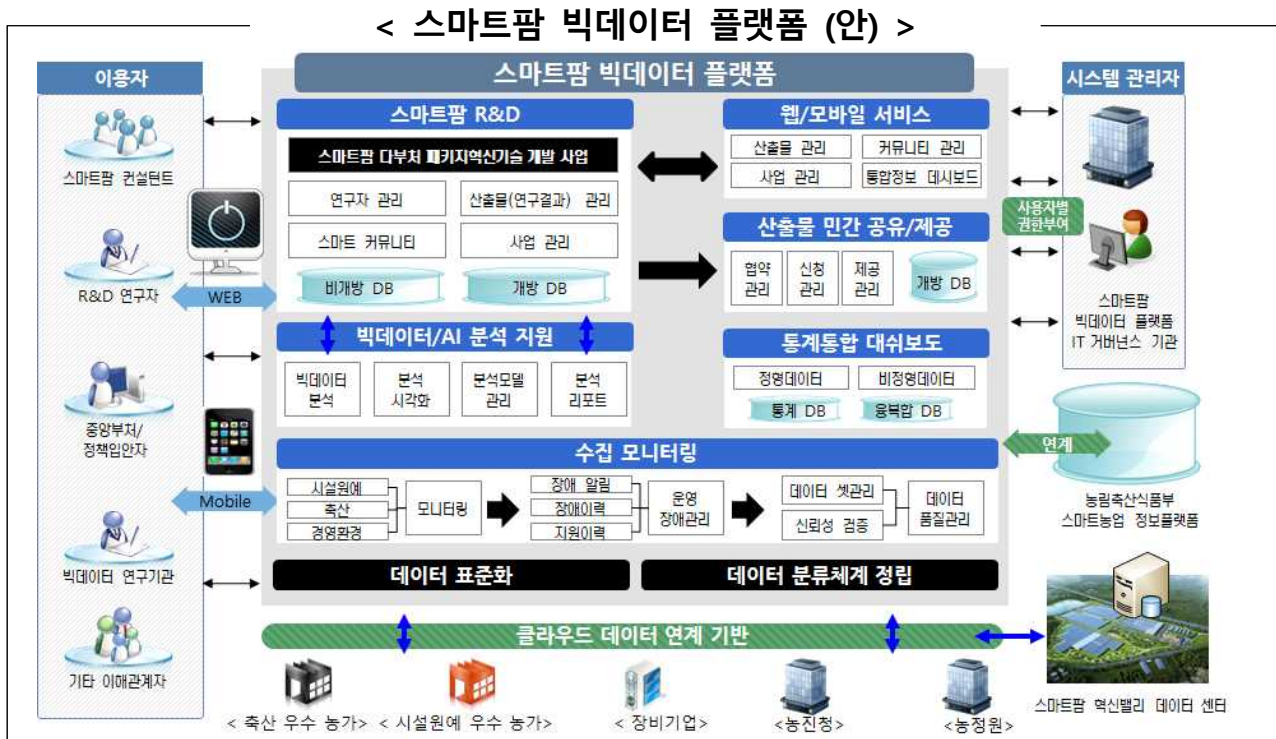 < 스마트팜 빅데이터 플랫폼 (안) >
이용자
스마트팜 컨설턴트
R&D 연구자
중앙부처/
정책입안자
빅데이터 연구기관
기타 이해관계자
WEB
Mobile
스마트팜 빅데이터 플랫폼
스마트팜 R&D
스마트팜 다부처 패키지혁신기술 개발 사업
연구자 관리
산출물(연구결과) 관리
스마트 커뮤니티
사업 관리
비개방 DB
개방 DB
빅데이터/AI 분석 지원
빅데이터
분석
분석
시각화
분석모델
관리
분석
리포트
웹/모바일 서비스
산출물 관리
커뮤니티 관리
사업 관리
통합정보 데시보드
산출물 민간 공유/제공
협약
관리
신청
관리
제공
관리
개방 DB
통계통합 대쉬보도
정형데이터
비정형데이터
통계 DB
융복합 DB
수집 모니터링
시설원예
축산
경영환경
모니터링
장애 알림
장애이력
지원이력
운영
장애관리
데이터 셋관리
신뢰성 검증
데이터
품질관리
데이터 표준화
데이터 분류체계 정립
클라우드 데이터 연계 기반
< 축산 우수 농가>
< 시설원예 우수 농가>
< 장비기업>
<농진청>
<농정원>
시스템 관리자
사용자별
권한부여
스마트팜
빅데이터 플랫폼
IT 거버넌스 기관
연계
농림축산식품부
스마트농업 정보플랫폼
스마트팜 혁신밸리 데이터 센터